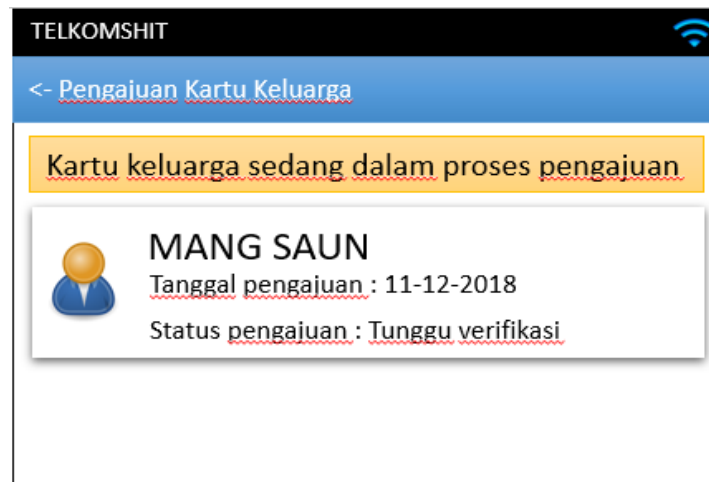 TELKOMSHIT
<- Pengajuan Kartu Keluarga
Kartu keluarga sedang dalam proses pengajuan
MANG SAUN
Tanggal pengajuan : 11-12-2018
Status pengajuan : Tunggu verifikasi